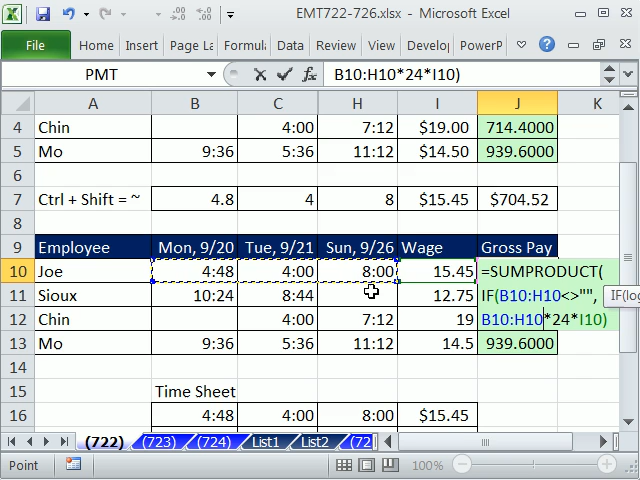 EMT722-726.xlsx - Microsoft Excel
File Home Insert Page La Formula Data Review View Develo PowerP
PMT fx B10:H10*24*I10)
A B C H I J K
4 Chin 4:00 7:12 $19.00 714.4000
5 Mo 9:36 5:36 11:12 $14.50 939.6000
6
7 Ctrl + Shift = ~ 4.8 4 8 $15.45 $704.52
8
9 Employee Mon, 9/20 Tue, 9/21 Sun, 9/26 Wage Gross Pay
10 Joe 4:48 4:00 8:00 15.45 =SUMPRODUCT(
11 Sioux 10:24 8:44 12.75 IF(B10:H10<>"", IF(log
12 Chin 4:00 7:12 19 B10:H10*24*I10)
13 Mo 9:36 5:36 11:12 14.5 939.6000
14
15 Time Sheet
16 4:48 4:00 8:00 $15.45
(722) (723) (724) List1 List2 (72
Point 100%